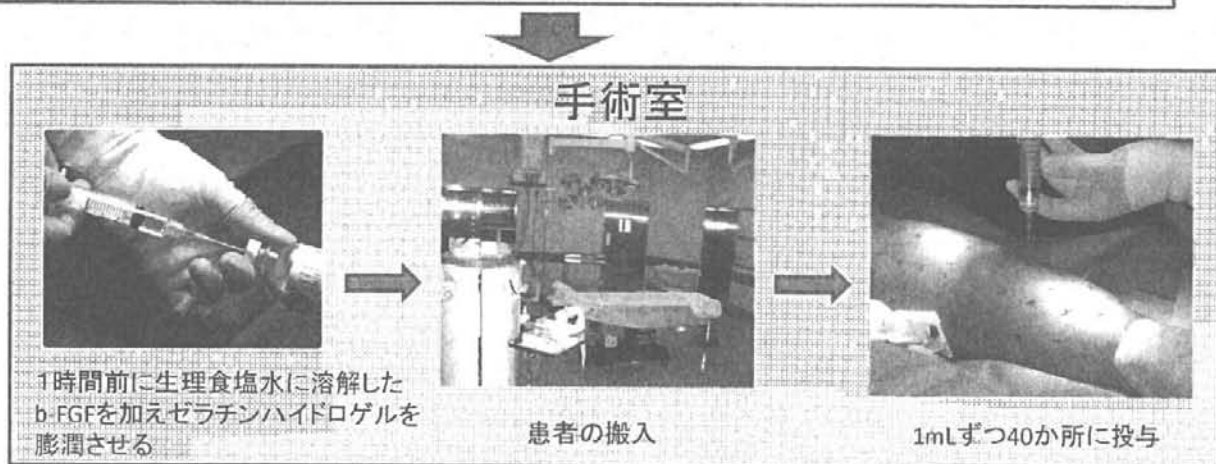 手術室
1時間前に生理食塩水に溶解した
b-FGFを加えゼラチンハイドロゲルを
膨潤させる
患者の搬入
1mLずつ40か所に投与